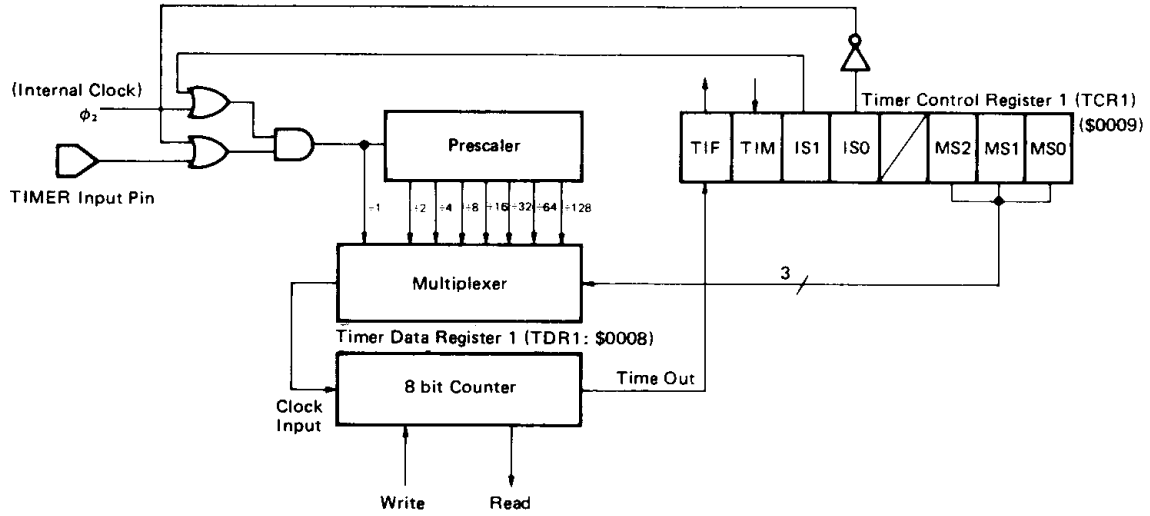 (Internal Clock)
φ₂
TIMER Input Pin
Prescaler
÷1 ÷2 ÷4 ÷8 ÷16 ÷32 ÷64 ÷128
Multiplexer
Timer Data Register 1 (TDR1: $0008)
8 bit Counter
Clock
Input
Write
Read
Time Out
3
Timer Control Register 1 (TCR1)
($0009)
TIF TIM IS1 IS0 MS2 MS1 MS0